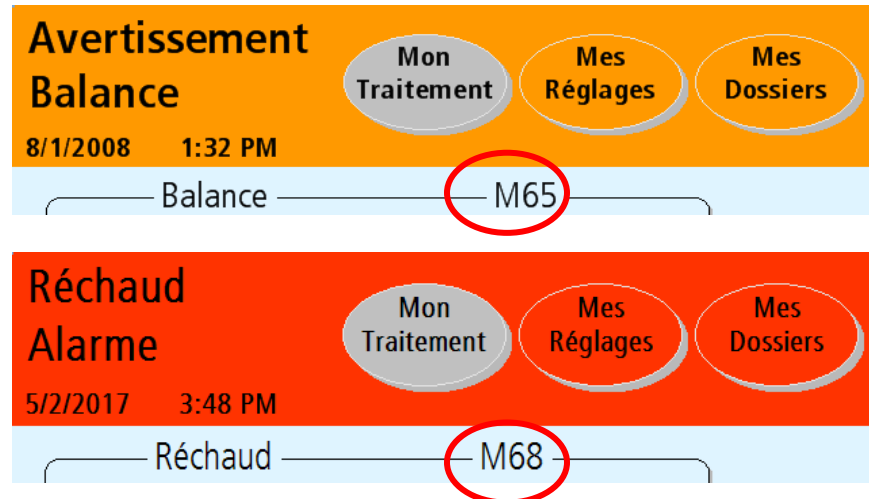 Avertissement
Balance
Mon
Traitement
Mes
Réglages
Mes
Dossiers
8/1/2008 1:32 PM
Balance M65
Réchaud
Alarme
Mon
Traitement
Mes
Réglages
Mes
Dossiers
5/2/2017 3:48 PM
Réchaud M68